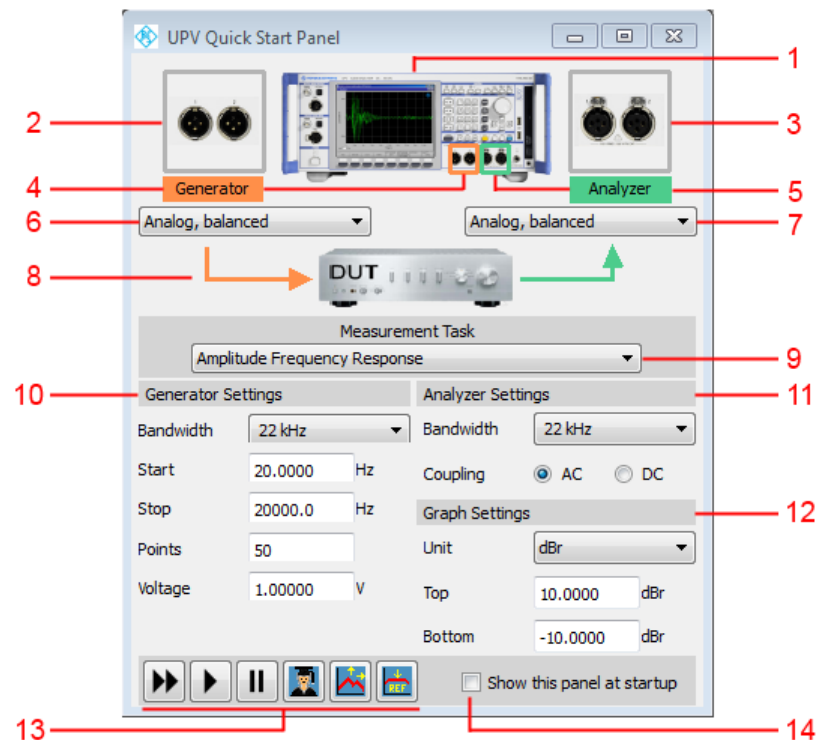 UPV Quick Start Panel
1
2
3
Generator
Analyzer
4
5
Analog, balanced
Analog, balanced
6
7
DUT
8
Measurement Task
Amplitude Frequency Response
9
10
Generator Settings
Analyzer Settings
11
Bandwidth
22 kHz
Bandwidth
22 kHz
Start
20.0000
Hz
Coupling
AC
DC
Stop
20000.0
Hz
Graph Settings
12
Points
50
Unit
dBr
Voltage
1.00000
V
Top
10.0000
dBr
Bottom
-10.0000
dBr
REF
Show this panel at startup
13
14